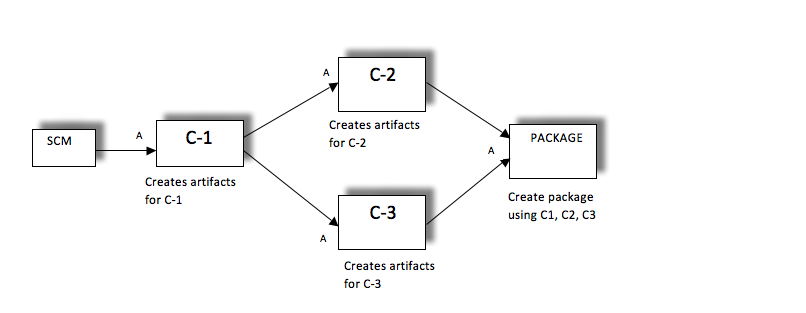 SCM
A
C-1
Creates artifacts
for C-1
A
C-2
Creates artifacts
for C-2
A
C-3
Creates artifacts
for C-3
A
PACKAGE
Create package
using C1, C2, C3